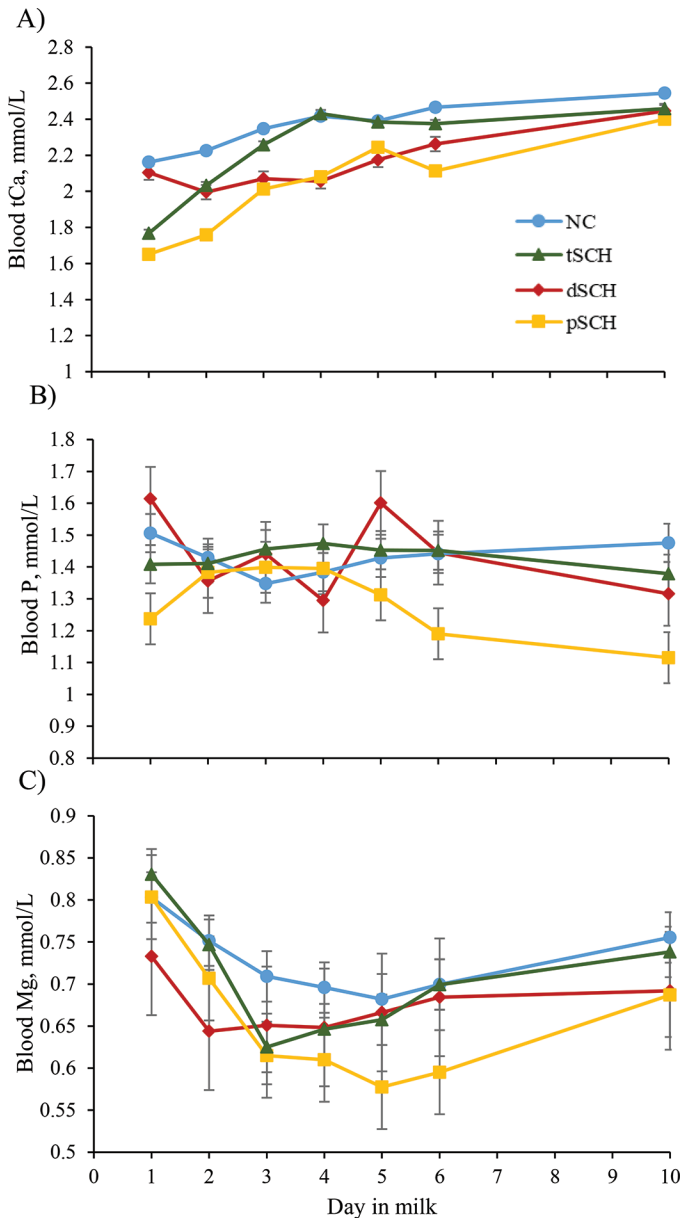 A)
Blood tCa, mmol/L
2.8
2.6
2.4
2.2
2
1.8
1.6
1.4
1.2
1
NC
tSCH
dSCH
pSCH
B)
Blood P, mmol/L
1.8
1.7
1.6
1.5
1.4
1.3
1.2
1.1
1
0.9
0.8
C)
Blood Mg, mmol/L
0.9
0.85
0.8
0.75
0.7
0.65
0.6
0.55
0.5
0 1 2 3 4 5 6 7 8 9 10
Day in milk